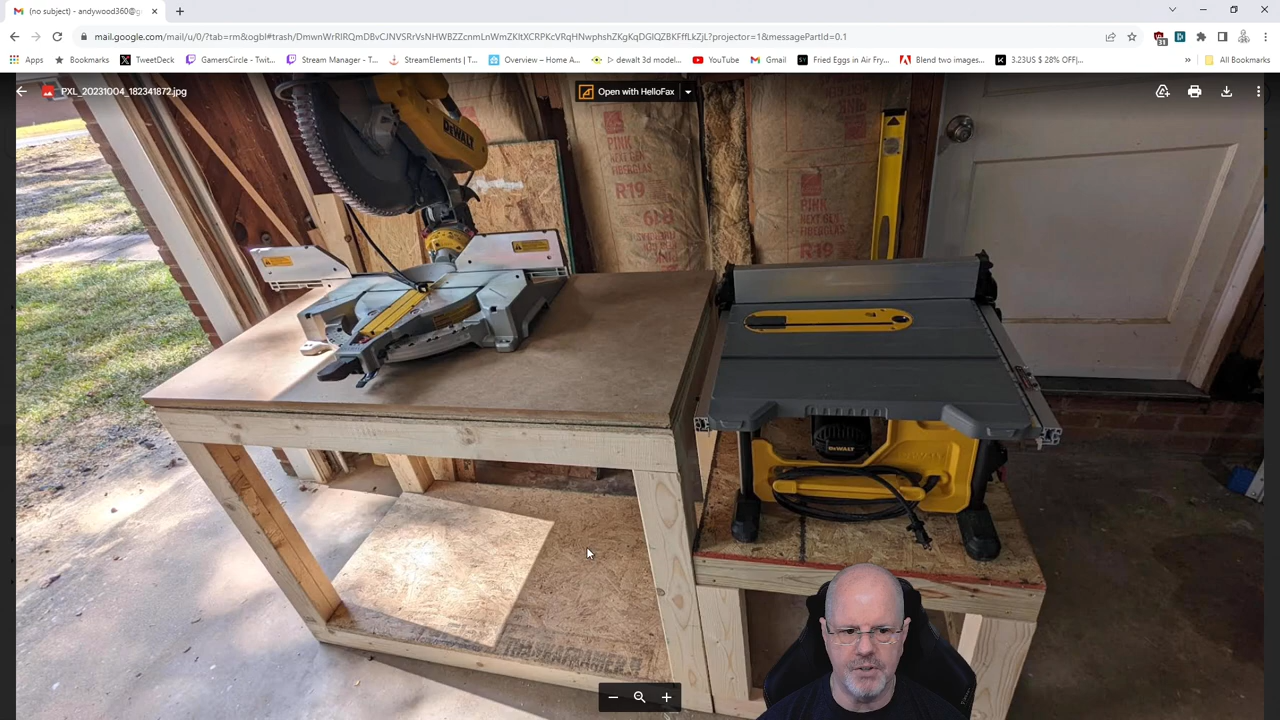 (no subject) - andywood360@g
mail.google.com/mail/u/0/?tab=rm&ogbl#trash/DmwnWrRlRQmDBvCJNVSRrVsNHWBZZcnmLnWmZKltXCRPKcVRqHNwphshZKgKqDGlQZBKFfLkZjL?projector=1&messagePartId=0.1
31
Apps
Bookmarks
TweetDeck
GamersCircle - Twit...
Stream Manager - T...
StreamElements | T...
Overview – Home A...
dewalt 3d model...
YouTube
Gmail
Fried Eggs in Air Fry...
Blend two images...
3.23US $ 28% OFF|...
All Bookmarks
PXL_20231004_182341872.jpg
Open with HelloFax
DEWALT
PINK
NEXT GEN
FIBERGLAS
R19
PINK
NEXT GEN
R19
DEWALT